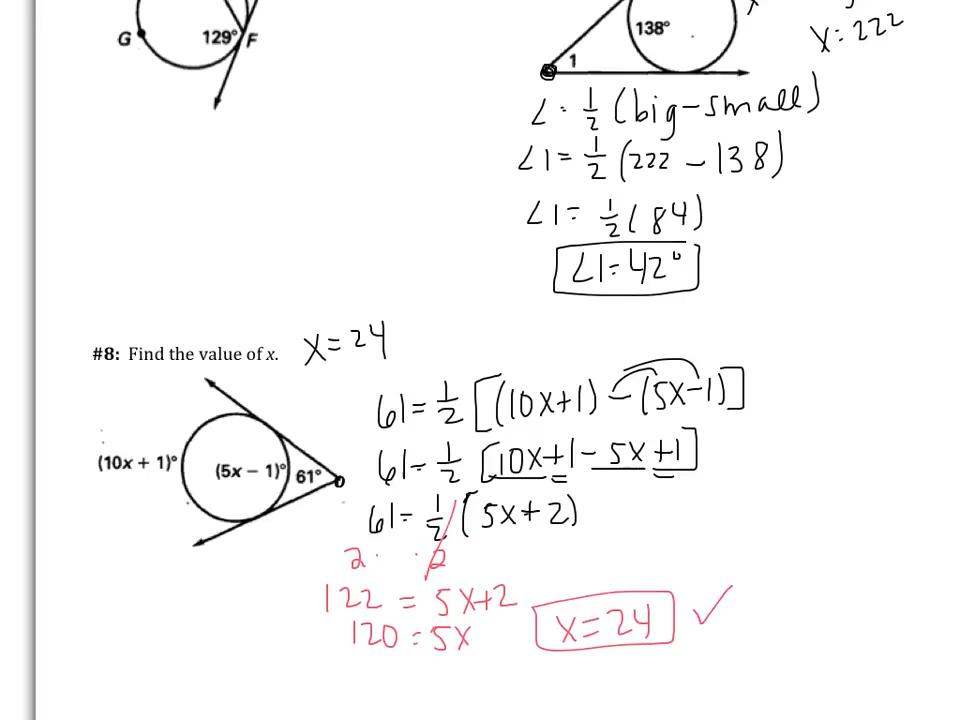 G
129° F
138°
1
x = 222
∠ = 1/2 (big - small)
∠1 = 1/2 (222 - 138)
∠1 = 1/2 (84)
∠1 = 42°
#8: Find the value of x.
x = 24
(10x + 1)°
(5x − 1)°
61°
61 = 1/2 [(10x+1) - (5x-1)]
61 = 1/2 [10x+1 - 5x+1]
61 = 1/2 (5x+2)
2 2
122 = 5x+2
120 = 5x
x = 24 ✓